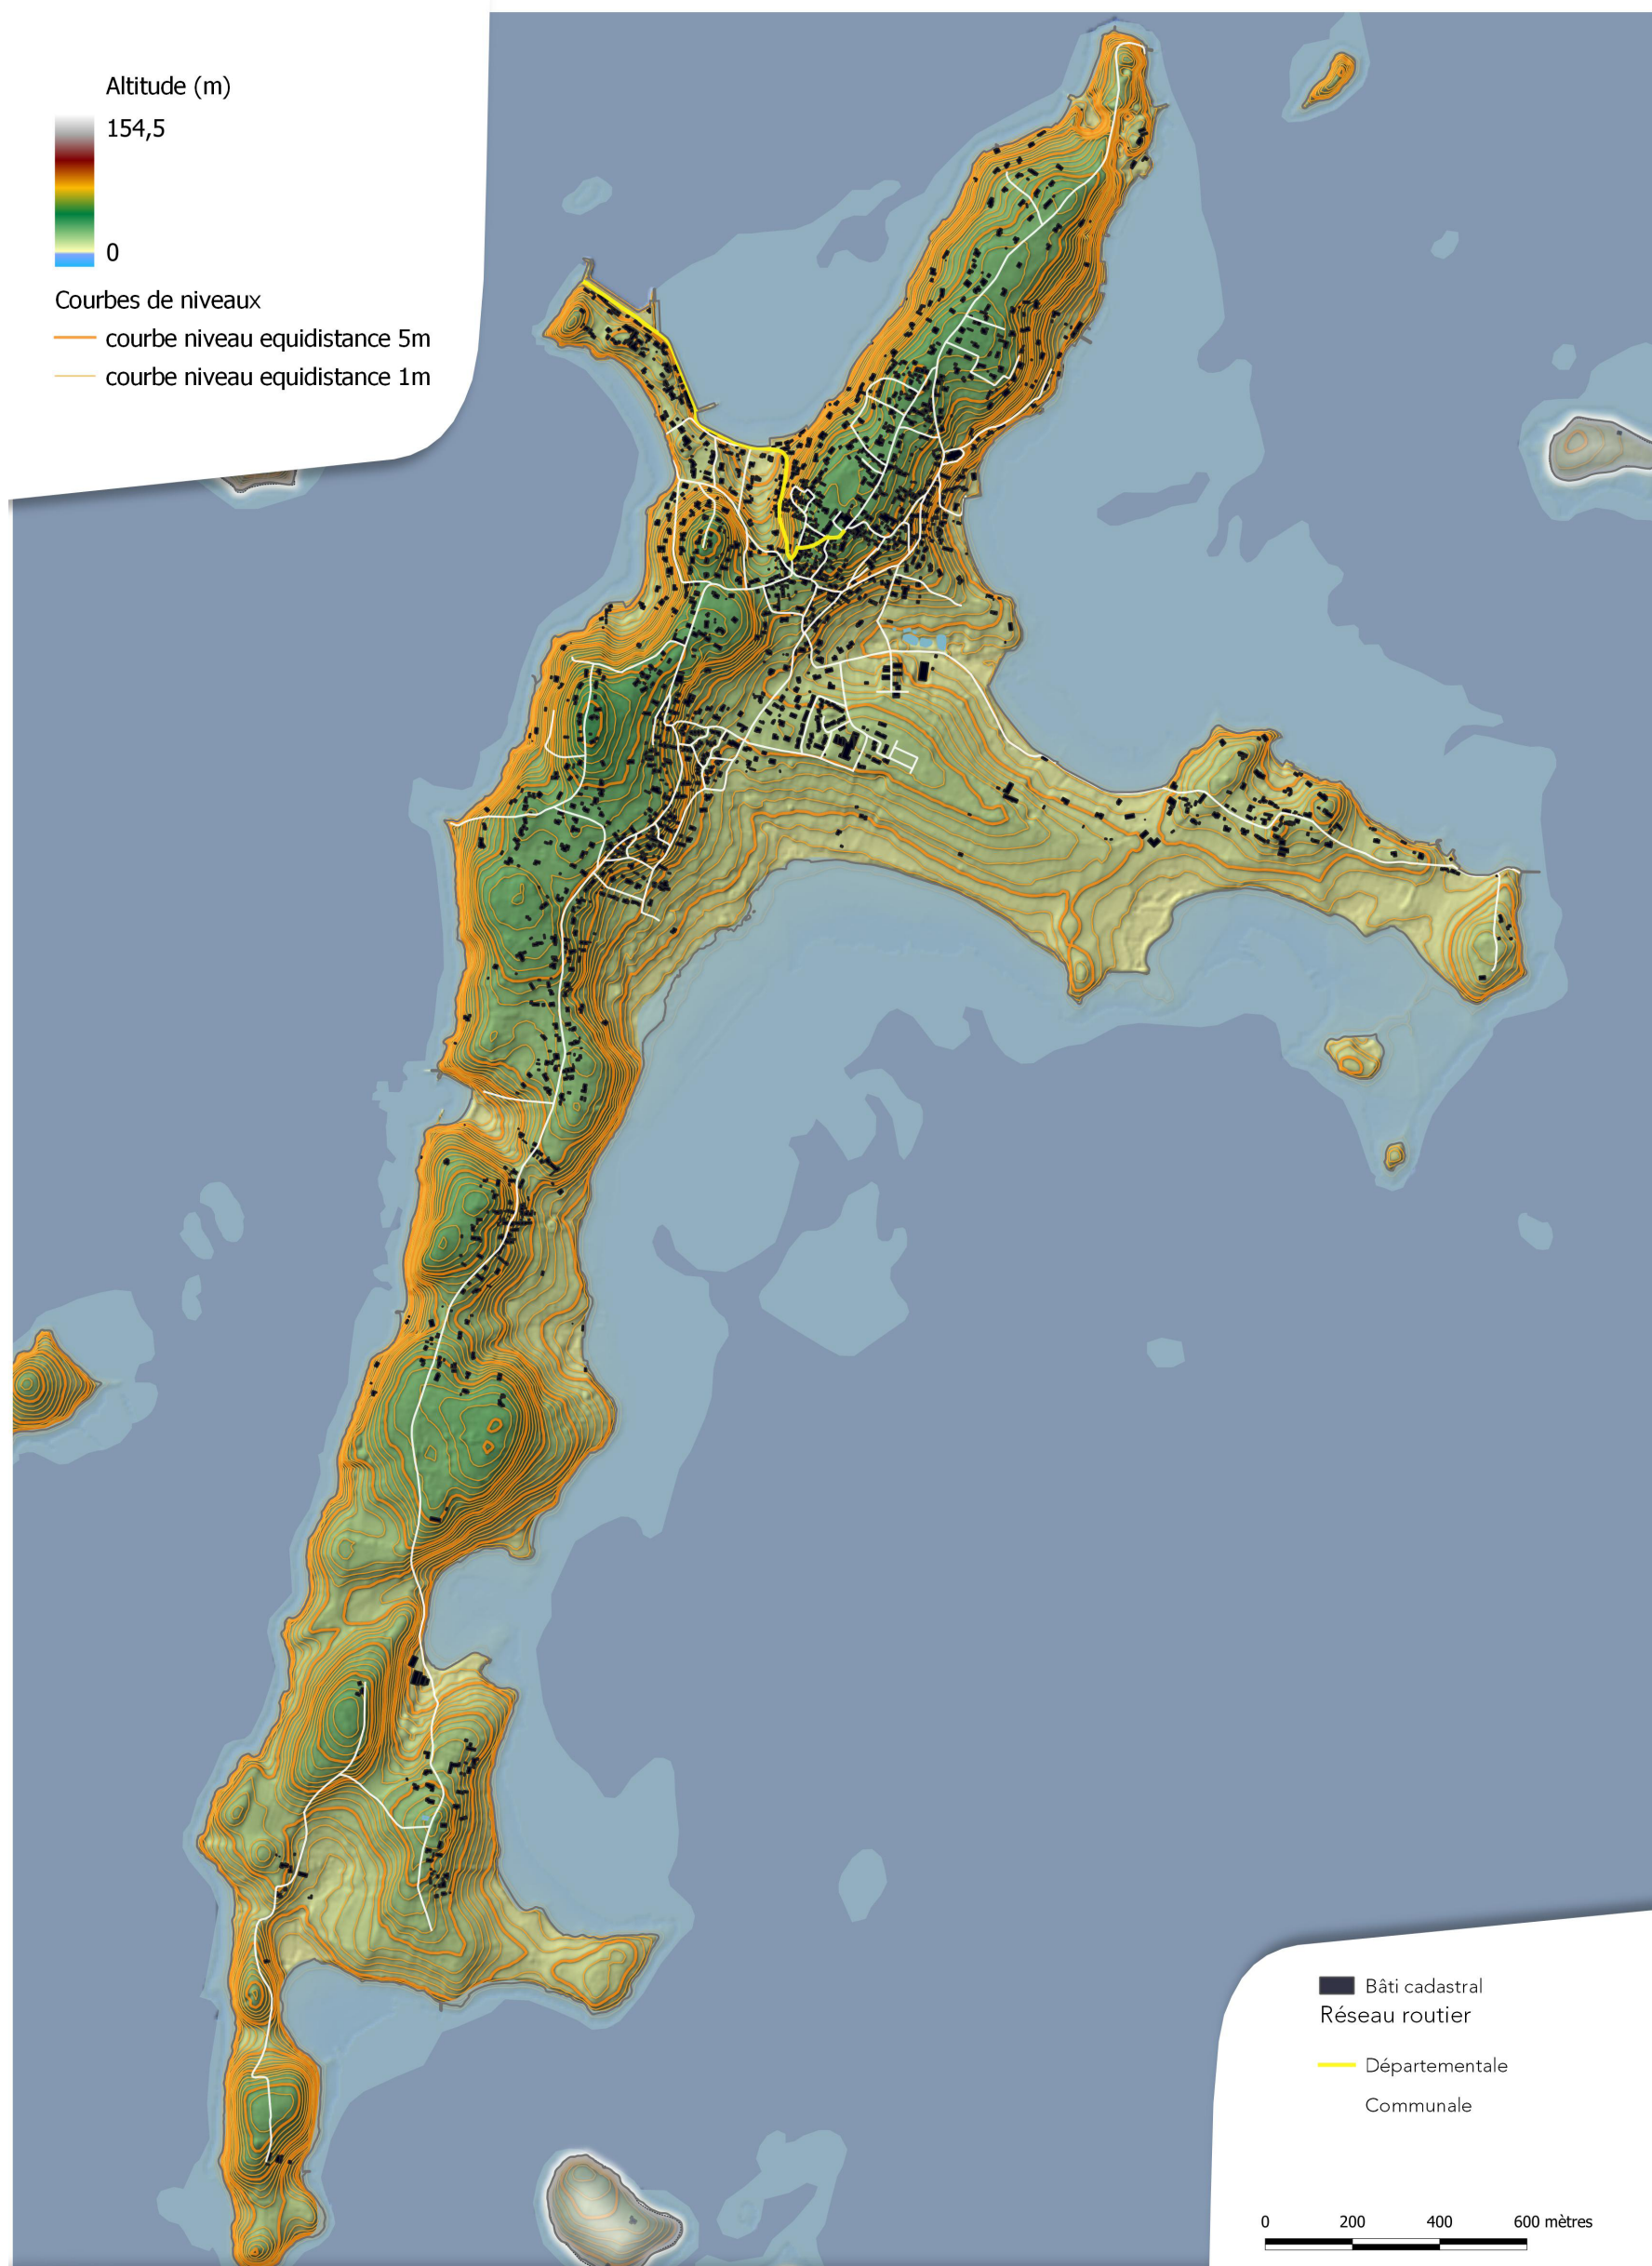 Altitude (m)
154,5
0
Courbes de niveaux
courbe niveau equidistance 5m
courbe niveau equidistance 1m
Bâti cadastral
Réseau routier
Départementale
Communale
0 200 400 600 mètres